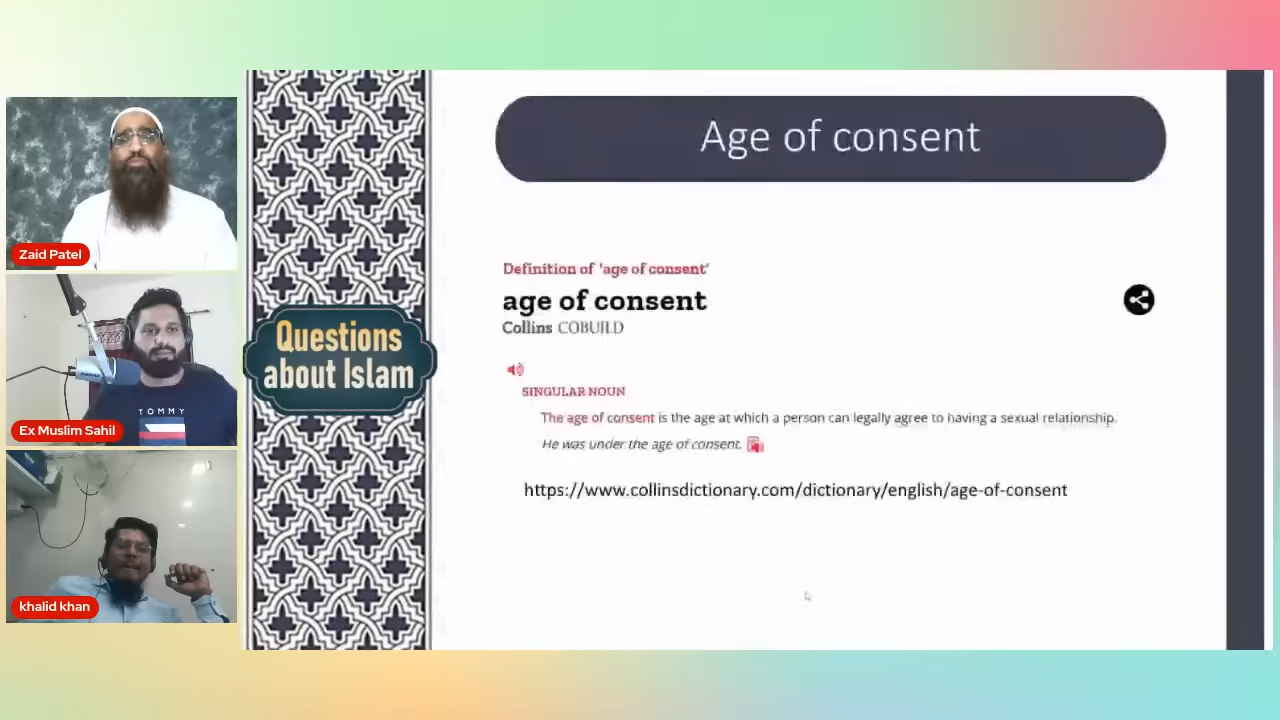 Zaid Patel
Ex Muslim Sahil
TOMMY
khalid khan
Questions
about Islam
Age of consent
Definition of 'age of consent'
age of consent
Collins COBUILD
SINGULAR NOUN
The age of consent is the age at which a person can legally agree to having a sexual relationship.
He was under the age of consent.
https://www.collinsdictionary.com/dictionary/english/age-of-consent